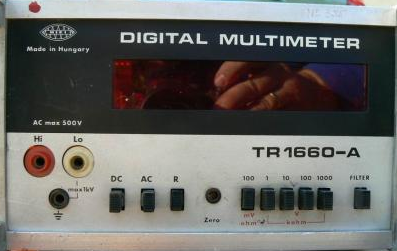 DIGITAL MULTIMETER
Made in Hungary
AC max 500V
Hi Lo
TR1660-A
max1kV
DC AC R
Zero
100 1 10 100 1000
FILTER
mV V
ohm kohm